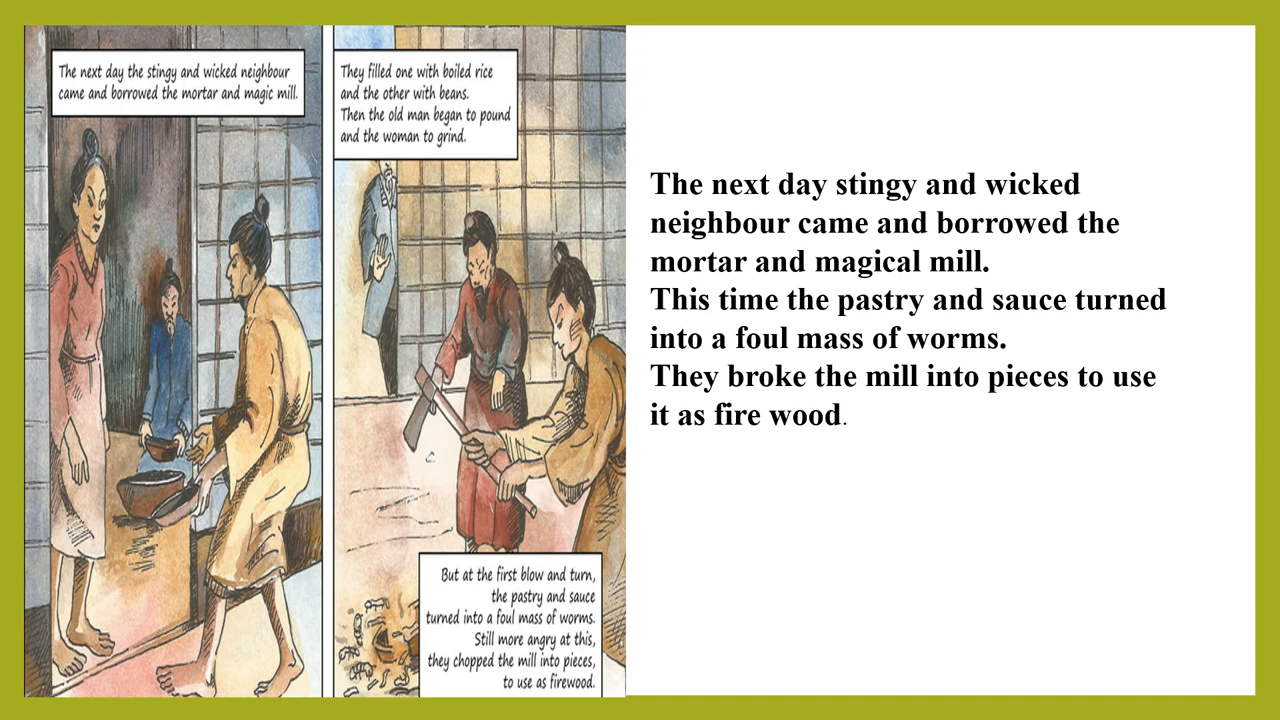 The next day the stingy and wicked neighbour
came and borrowed the mortar and magic mill.
They filled one with boiled rice
and the other with beans.
Then the old man began to pound
and the woman to grind.
But at the first blow and turn,
the pastry and sauce
turned into a foul mass of worms.
Still more angry at this,
they chopped the mill into pieces,
to use as firewood.
The next day stingy and wicked
neighbour came and borrowed the
mortar and magical mill.
This time the pastry and sauce turned
into a foul mass of worms.
They broke the mill into pieces to use
it as fire wood.